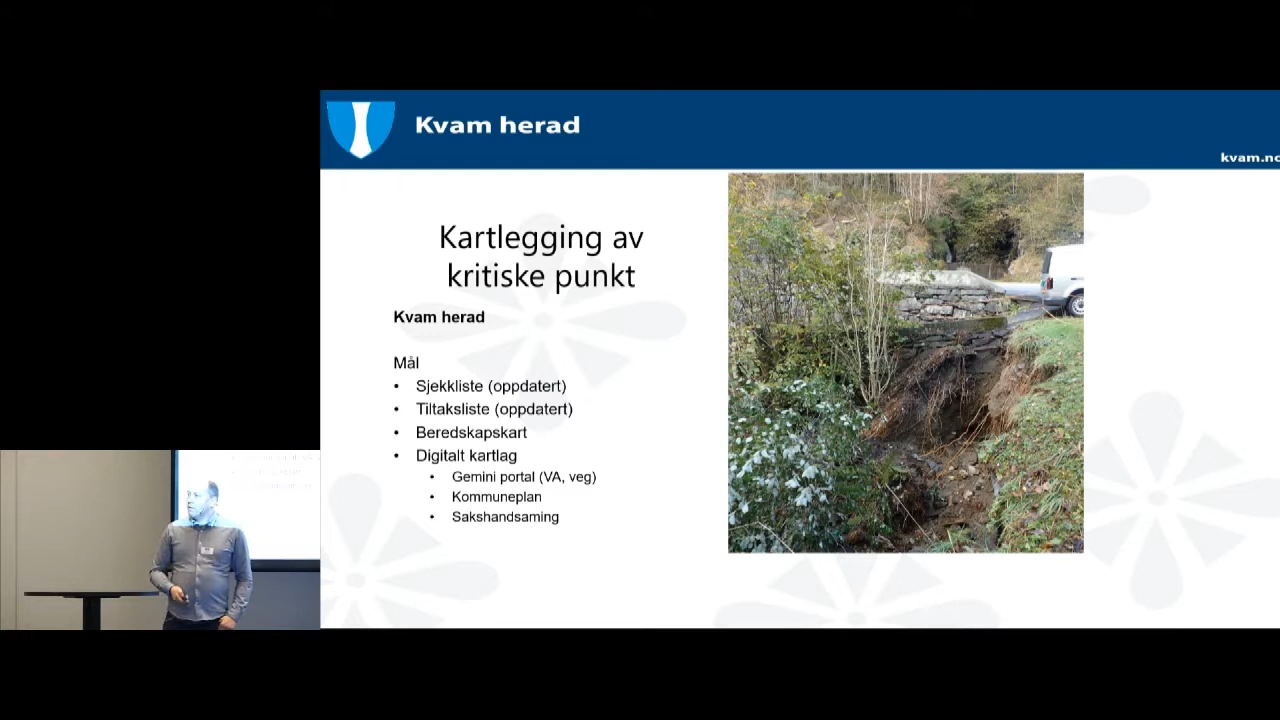 Kvam herad
kvam.no
Kartlegging av
kritiske punkt
Kvam herad
Mål
• Sjekkliste (oppdatert)
• Tiltaksliste (oppdatert)
• Beredskapskart
• Digitalt kartlag
• Gemini portal (VA, veg)
• Kommuneplan
• Sakshandsaming